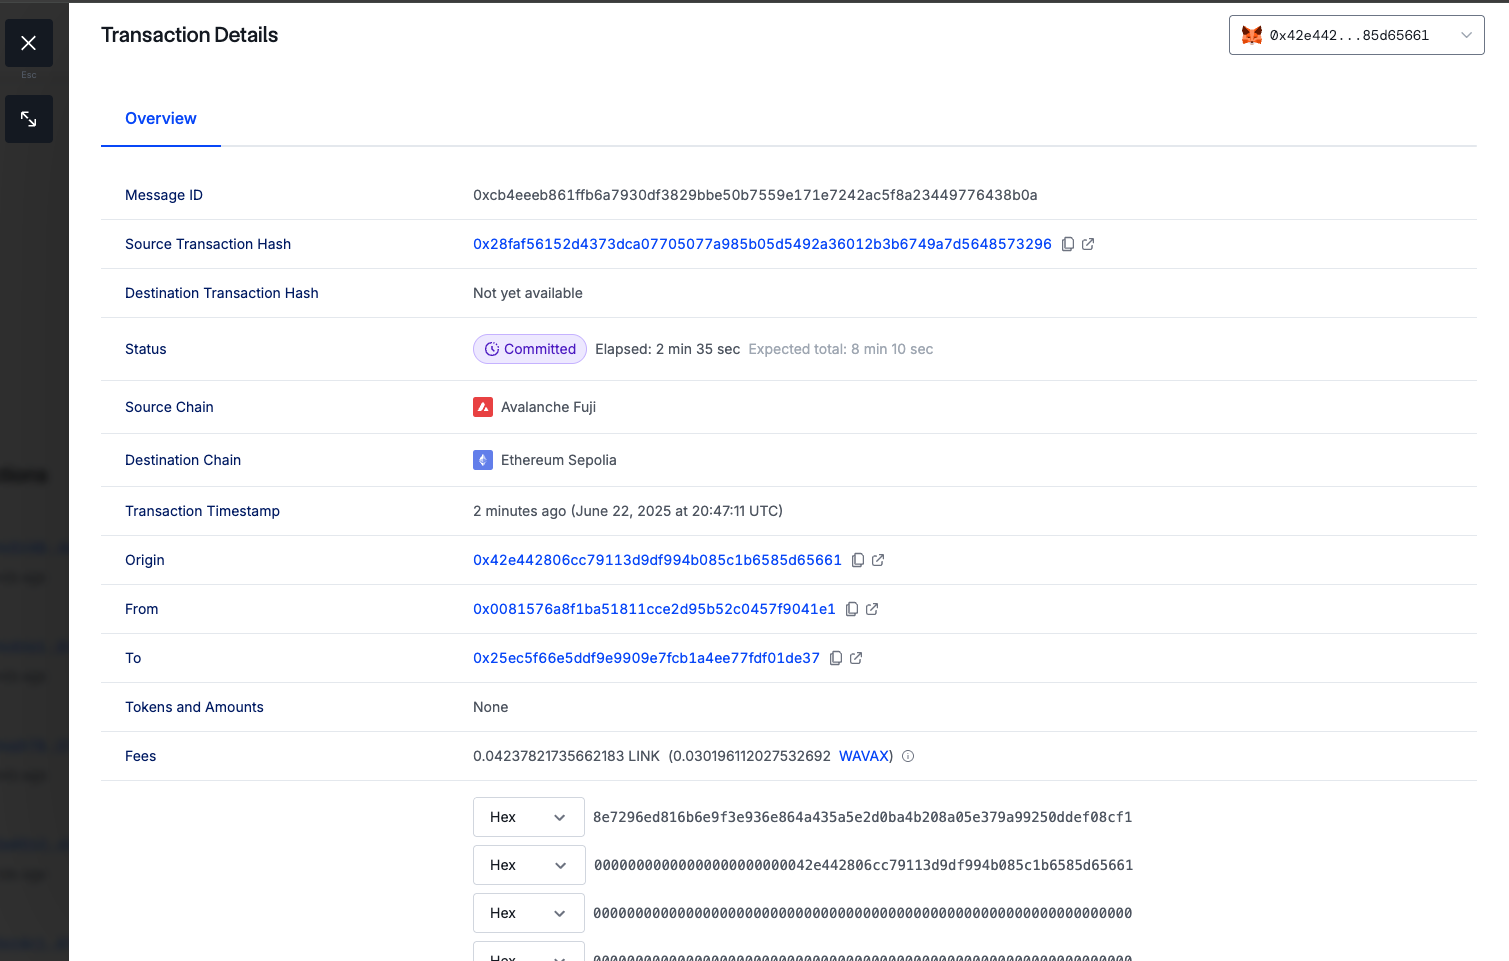 Transaction Details
0x42e442...85d65661
Esc
Overview
Message ID 0xcb4eeeb861ffb6a7930df3829bbe50b7559e171e7242ac5f8a23449776438b0a
Source Transaction Hash 0x28faf56152d4373dca07705077a985b05d5492a36012b3b6749a7d5648573296
Destination Transaction Hash Not yet available
Status Committed Elapsed: 2 min 35 sec Expected total: 8 min 10 sec
Source Chain Avalanche Fuji
Destination Chain Ethereum Sepolia
Transaction Timestamp 2 minutes ago (June 22, 2025 at 20:47:11 UTC)
Origin 0x42e442806cc79113d9df994b085c1b6585d65661
From 0x0081576a8f1ba51811cce2d95b52c0457f9041e1
To 0x25ec5f66e5ddf9e9909e7fcb1a4ee77fdf01de37
Tokens and Amounts None
Fees 0.04237821735662183 LINK (0.030196112027532692 WAVAX)
Hex 8e7296ed816b6e9f3e936e864a435a5e2d0ba4b208a05e379a99250ddef08cf1
Hex 00000000000000000000000042e442806cc79113d9df994b085c1b6585d65661
Hex 0000000000000000000000000000000000000000000000000000000000000000
Hex